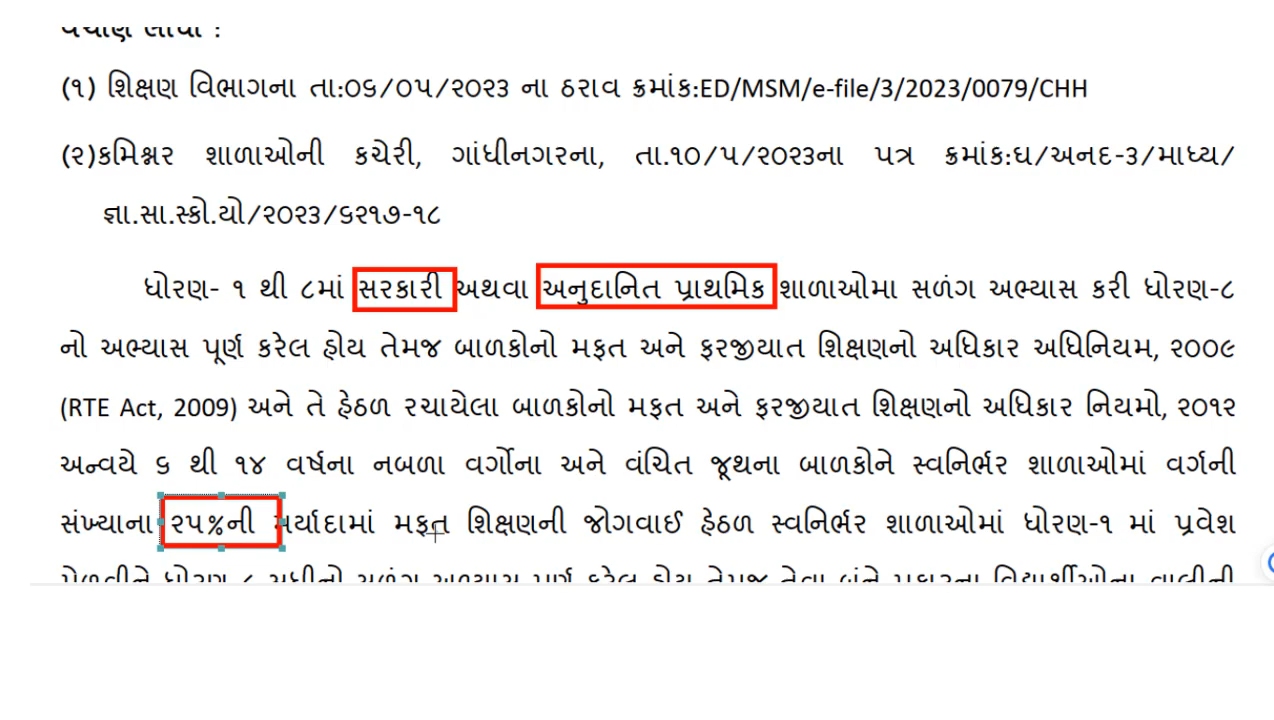 (૧) શિક્ષણ વિભાગના તા:૦૬/૦૫/૨૦૨૩ ના ઠરાવ ક્રમાંક:ED/MSM/e-file/3/2023/0079/CHH
(૨)કમિશ્નર શાળાઓની કચેરી, ગાંધીનગરના, તા.૧૦/૫/૨૦૨૩ના પત્ર ક્રમાંક:ઘ/અનદ-૩/માધ્ય/
જ્ઞા.સા.સ્કો.યો/૨૦૨૩/૬૨૧૭-૧૮
ધોરણ- ૧ થી ૮માં સરકારી અથવા અનુદાનિત પ્રાથમિક શાળાઓમા સળંગ અભ્યાસ કરી ધોરણ-૮
નો અભ્યાસ પૂર્ણ કરેલ હોય તેમજ બાળકોનો મફત અને ફરજીયાત શિક્ષણનો અધિકાર અધિનિયમ, ૨૦૦૯
(RTE Act, 2009) અને તે હેઠળ રચાયેલા બાળકોનો મફત અને ફરજીયાત શિક્ષણનો અધિકાર નિયમો, ૨૦૧૨
અન્વયે ૬ થી ૧૪ વર્ષના નબળા વર્ગોના અને વંચિત જૂથના બાળકોને સ્વનિર્ભર શાળાઓમાં વર્ગની
સંખ્યાના ૨૫%ની મર્યાદામાં મફત શિક્ષણની જોગવાઈ હેઠળ સ્વનિર્ભર શાળાઓમાં ધોરણ-૧ માં પ્રવેશ